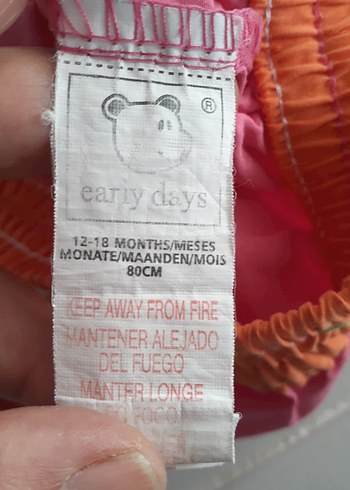 ®
early days
12-18 MONTHS/MESES
MONATE/MAANDEN/MOIS
80CM
KEEP AWAY FROM FIRE
MANTENER ALEJADO
DEL FUEGO
MANTER LONGE